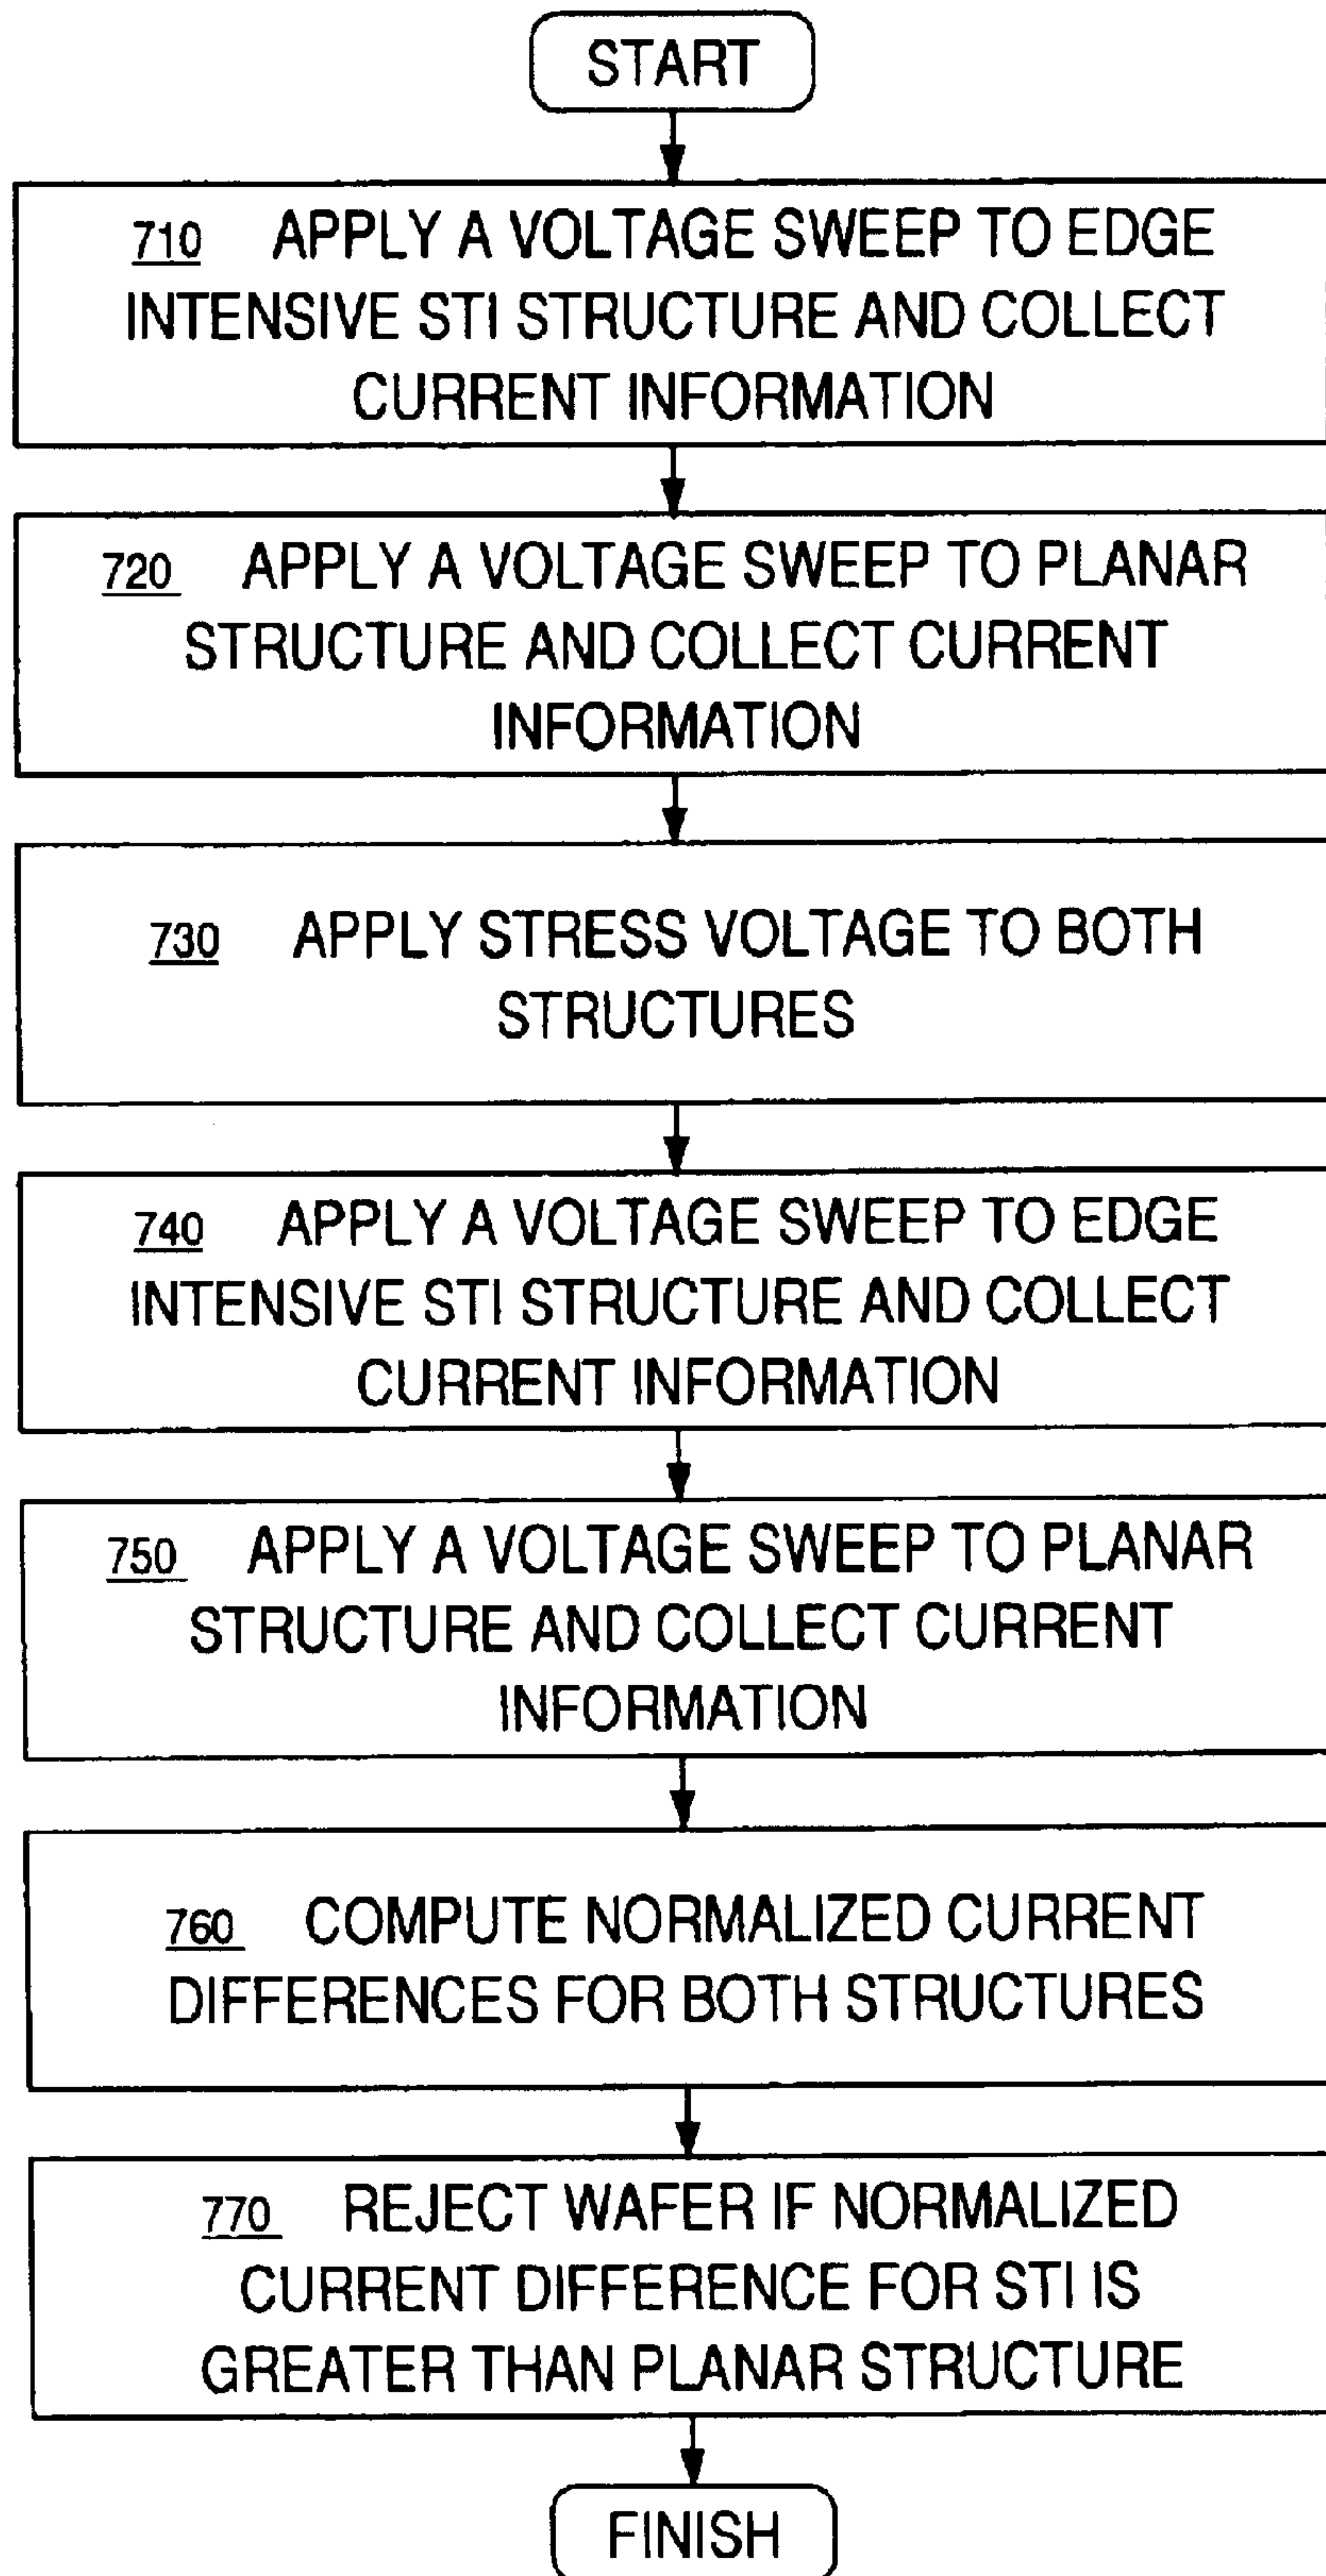 START
710 APPLY A VOLTAGE SWEEP TO EDGE
INTENSIVE STI STRUCTURE AND COLLECT
CURRENT INFORMATION
720 APPLY A VOLTAGE SWEEP TO PLANAR
STRUCTURE AND COLLECT CURRENT
INFORMATION
730 APPLY STRESS VOLTAGE TO BOTH
STRUCTURES
740 APPLY A VOLTAGE SWEEP TO EDGE
INTENSIVE STI STRUCTURE AND COLLECT
CURRENT INFORMATION
750 APPLY A VOLTAGE SWEEP TO PLANAR
STRUCTURE AND COLLECT CURRENT
INFORMATION
760 COMPUTE NORMALIZED CURRENT
DIFFERENCES FOR BOTH STRUCTURES
770 REJECT WAFER IF NORMALIZED
CURRENT DIFFERENCE FOR STI IS
GREATER THAN PLANAR STRUCTURE
FINISH